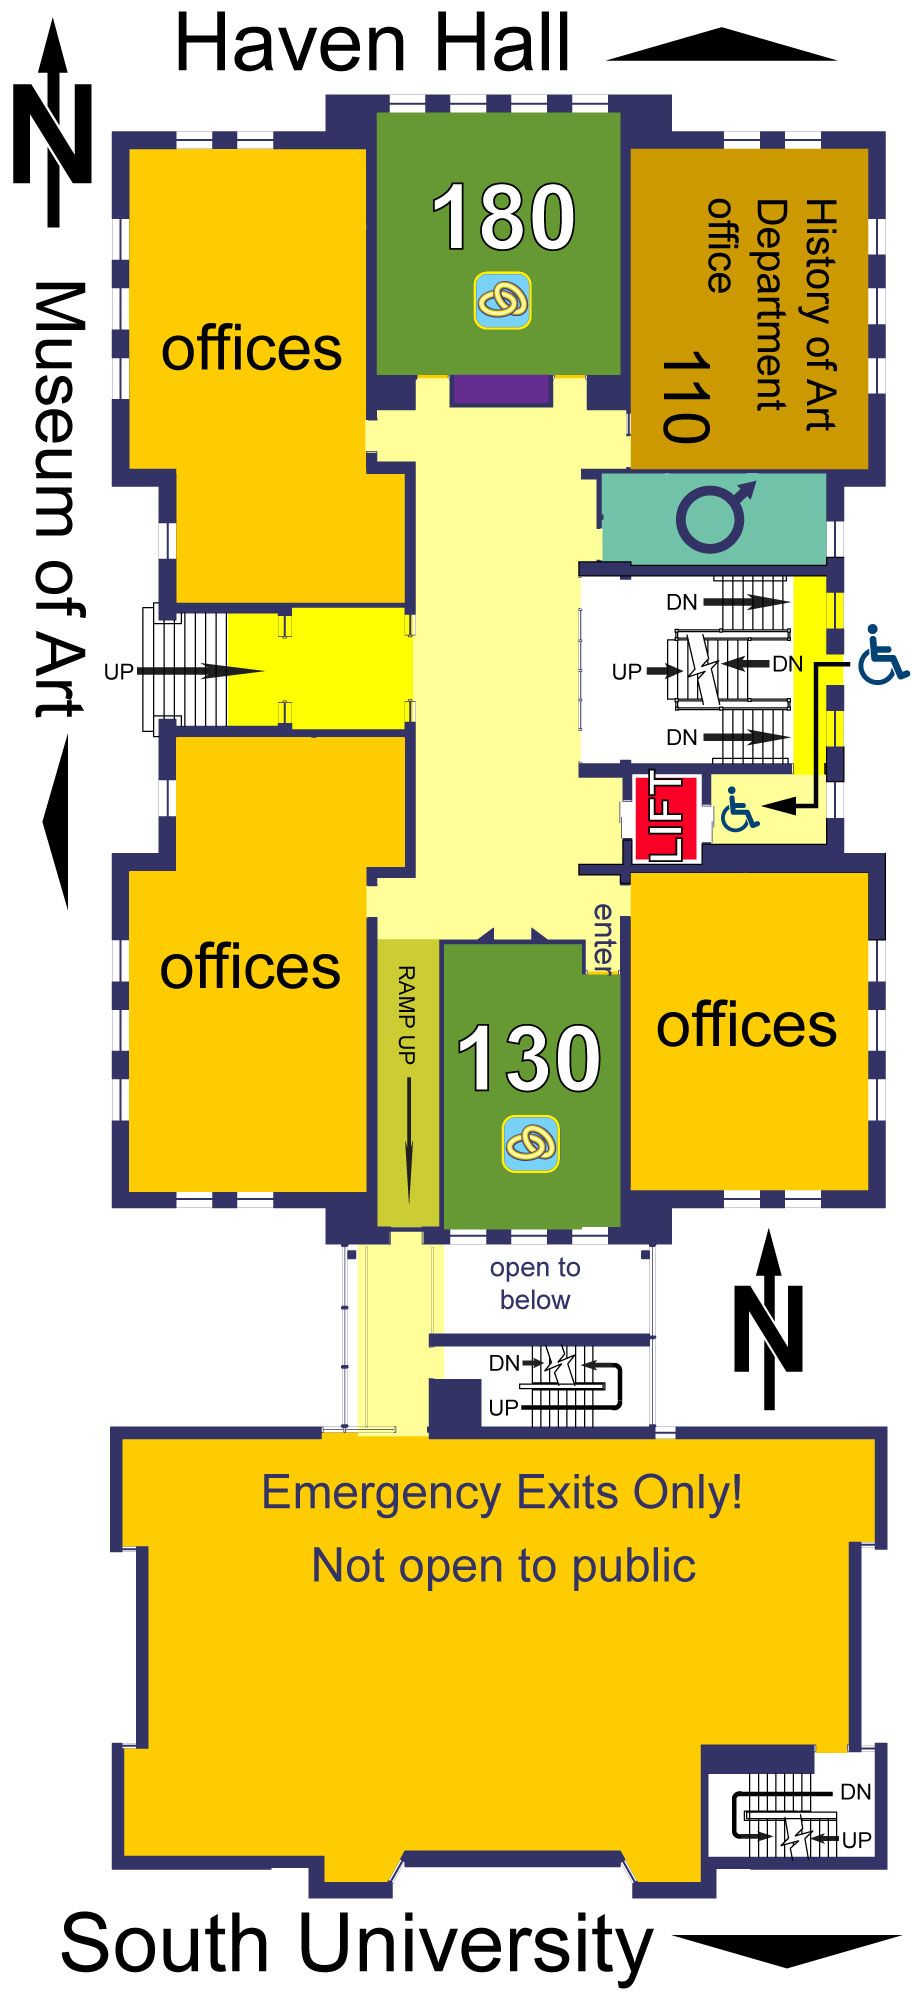 Haven Hall
N
180
History of Art
Department
office
110
offices
Museum of Art
DN
UP
DN
UP
DN
LIFT
enter
offices
RAMP UP
130
offices
open to
below
N
DN
UP
Emergency Exits Only!
Not open to public
DN
UP
South University